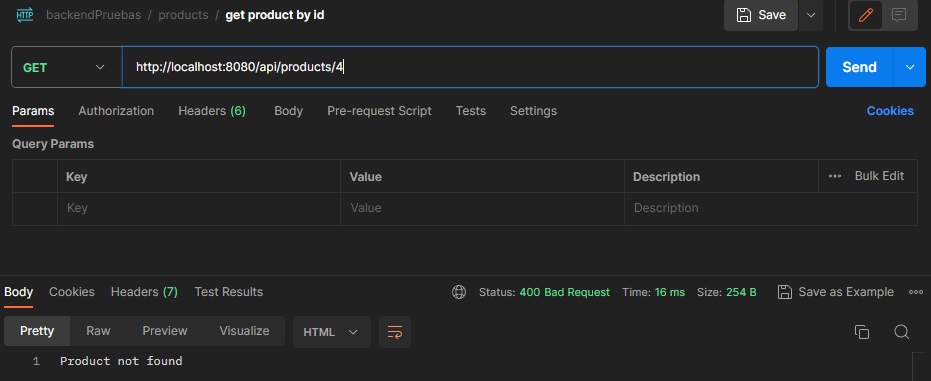 HTTP backendPruebas / products / get product by id Save
GET http://localhost:8080/api/products/4 Send
Params Authorization Headers (6) Body Pre-request Script Tests Settings Cookies
Query Params
Key Value Description ••• Bulk Edit
Key Value Description
Body Cookies Headers (7) Test Results Status: 400 Bad Request Time: 16 ms Size: 254 B Save as Example •••
Pretty Raw Preview Visualize HTML
1 Product not found